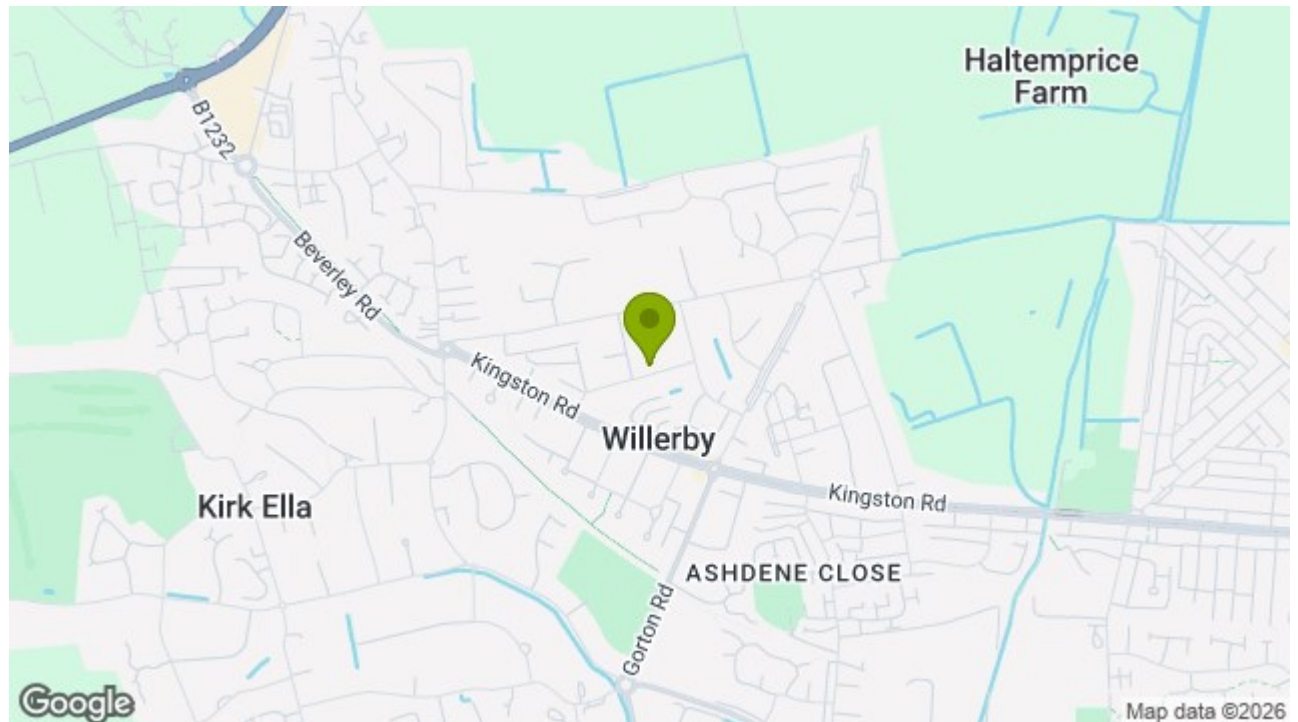 Haltemprice
Farm
B1232
Beverley Rd
Kingston Rd
Willerby
Kingston Rd
Kirk Ella
ASHDENE CLOSE
Gorton Rd
Google
Map data ©2026